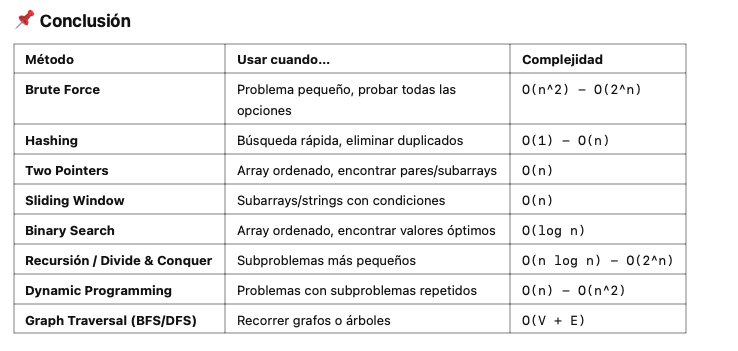 📌 Conclusión
Método Usar cuando... Complejidad
Brute Force Problema pequeño, probar todas las opciones O(n^2) – O(2^n)
Hashing Búsqueda rápida, eliminar duplicados O(1) – O(n)
Two Pointers Array ordenado, encontrar pares/subarrays O(n)
Sliding Window Subarrays/strings con condiciones O(n)
Binary Search Array ordenado, encontrar valores óptimos O(log n)
Recursión / Divide & Conquer Subproblemas más pequeños O(n log n) – O(2^n)
Dynamic Programming Problemas con subproblemas repetidos O(n) – O(n^2)
Graph Traversal (BFS/DFS) Recorrer grafos o árboles O(V + E)